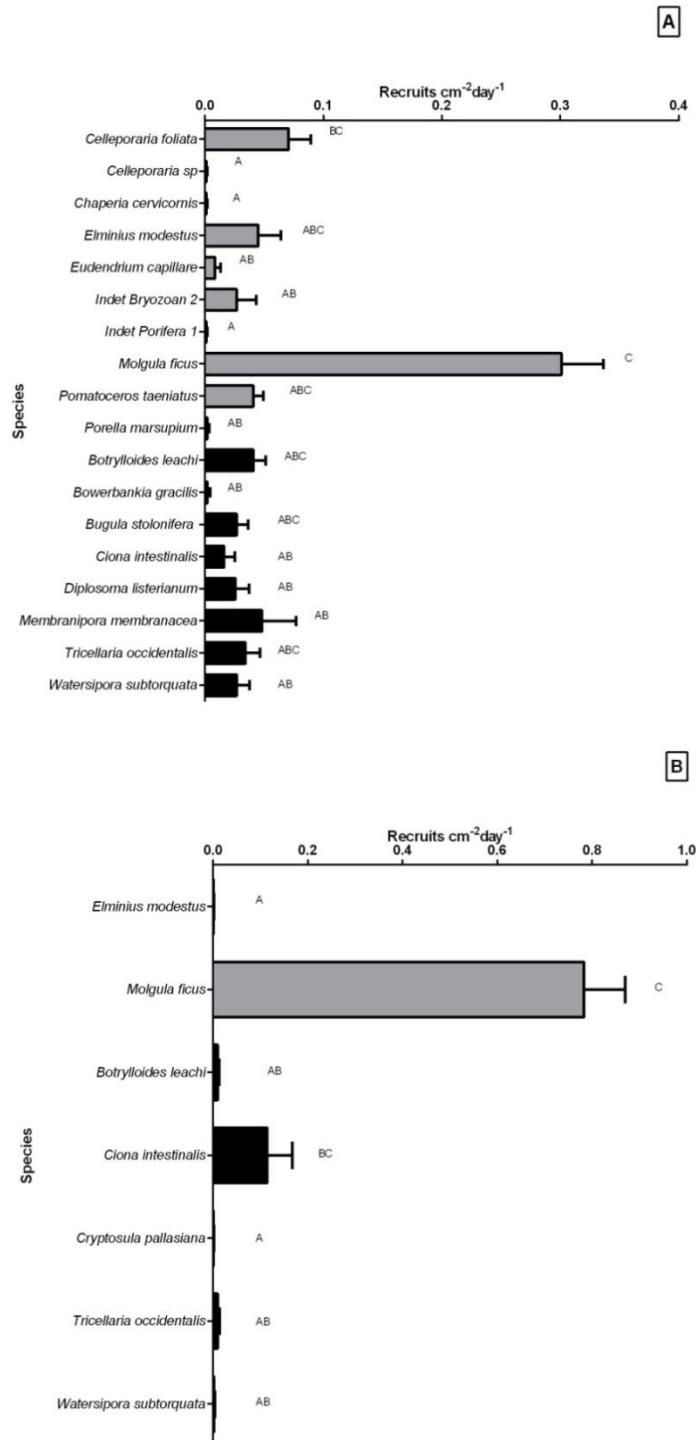 A
Recruits cm-2day-1
0.0 0.1 0.2 0.3 0.4
Species
Celleporaria foliata BC
Celleporaria sp A
Chaperia cervicornis A
Elminius modestus ABC
Eudendrium capillare AB
Indet Bryozoan 2 AB
Indet Porifera 1 A
Molgula ficus C
Pomatoceros taeniatus ABC
Porella marsupium AB
Botrylloides leachi ABC
Bowerbankia gracilis AB
Bugula stolonifera ABC
Ciona intestinalis AB
Diplosoma listerianum AB
Membranipora membranacea AB
Tricellaria occidentalis ABC
Watersipora subtorquata AB
B
Recruits cm-2day-1
0.0 0.2 0.4 0.6 0.8 1.0
Species
Elminius modestus A
Molgula ficus C
Botrylloides leachi AB
Ciona intestinalis BC
Cryptosula pallasiana A
Tricellaria occidentalis AB
Watersipora subtorquata AB